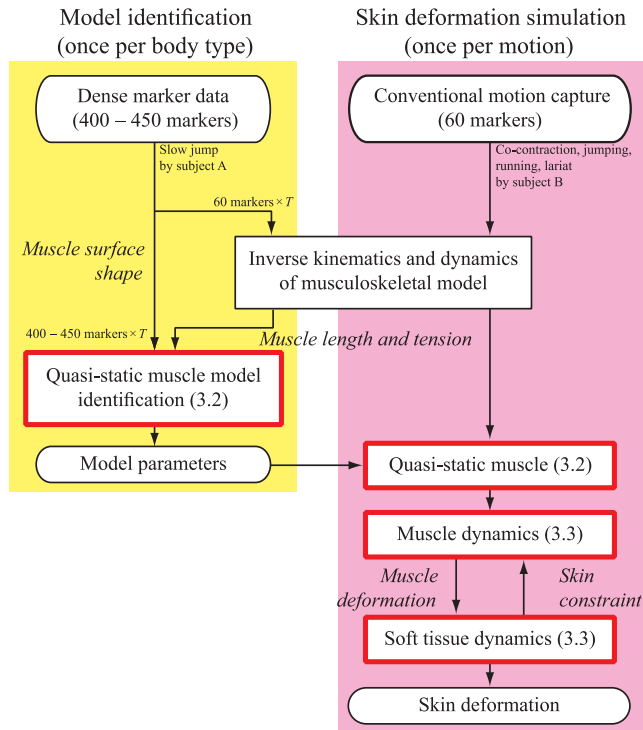 Model identification
(once per body type)
Skin deformation simulation
(once per motion)
Dense marker data
(400 – 450 markers)
Conventional motion capture
(60 markers)
Slow jump
by subject A
Co-contraction, jumping,
running, lariat
by subject B
60 markers × T
Muscle surface
shape
Inverse kinematics and dynamics
of musculoskeletal model
400 – 450 markers × T
Muscle length and tension
Quasi-static muscle model
identification (3.2)
Model parameters
Quasi-static muscle (3.2)
Muscle dynamics (3.3)
Muscle
deformation
Skin
constraint
Soft tissue dynamics (3.3)
Skin deformation